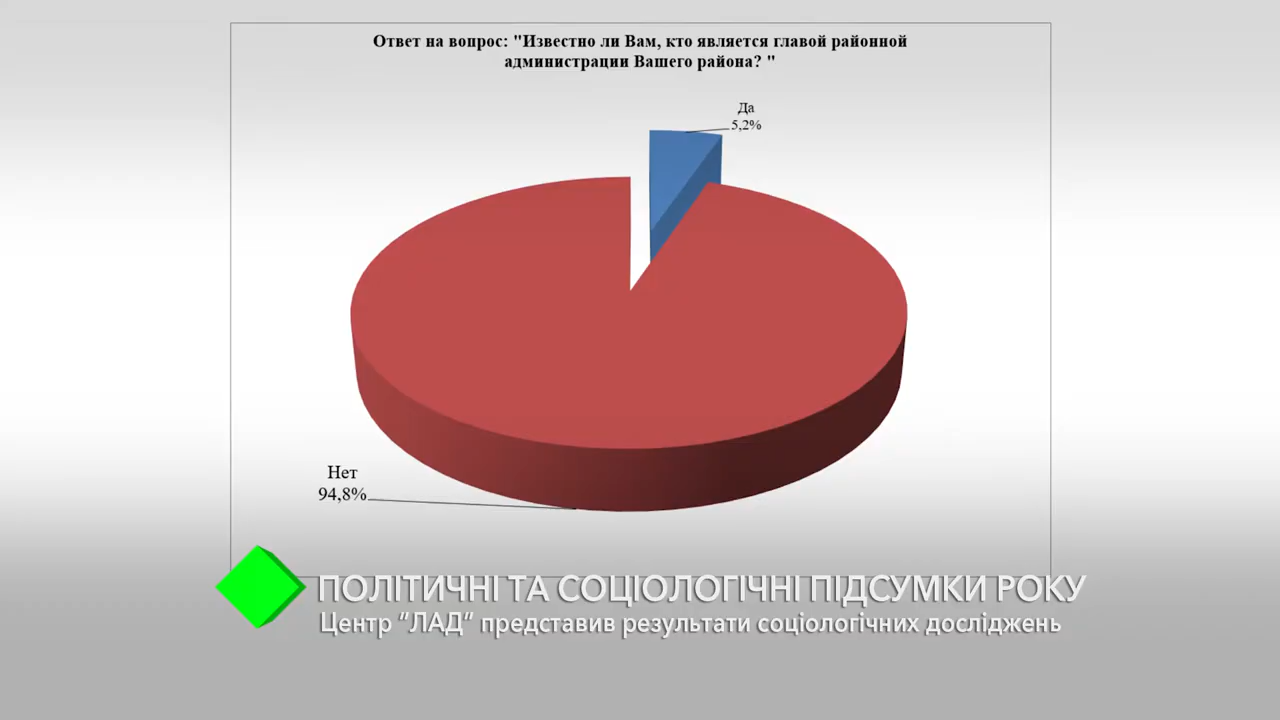 Ответ на вопрос: "Известно ли Вам, кто является главой районной
администрации Вашего района? "
Да
5,2%
Нет
94,8%
ПОЛІТИЧНІ ТА СОЦІОЛОГІЧНІ ПІДСУМКИ РОКУ
Центр "ЛАД" представив результати соціологічних досліджень